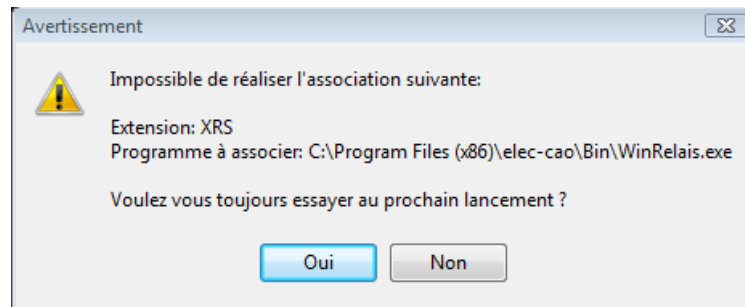 Avertissement
Impossible de réaliser l'association suivante:
Extension: XRS
Programme à associer: C:\Program Files (x86)\elec-cao\Bin\WinRelais.exe
Voulez vous toujours essayer au prochain lancement ?
Oui
Non